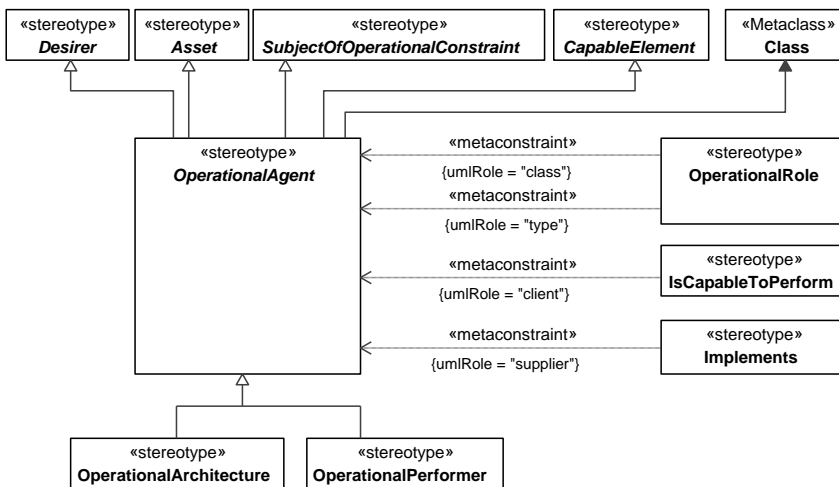 «stereotype»
Desirer
«stereotype»
Asset
«stereotype»
SubjectOfOperationalConstraint
«stereotype»
CapableElement
«Metaclass»
Class
«stereotype»
OperationalAgent
«metaconstraint»
{umlRole = "class"}
«metaconstraint»
{umlRole = "type"}
«stereotype»
OperationalRole
«metaconstraint»
{umlRole = "client"}
«stereotype»
IsCapableToPerform
«metaconstraint»
{umlRole = "supplier"}
«stereotype»
Implements
«stereotype»
OperationalArchitecture
«stereotype»
OperationalPerformer